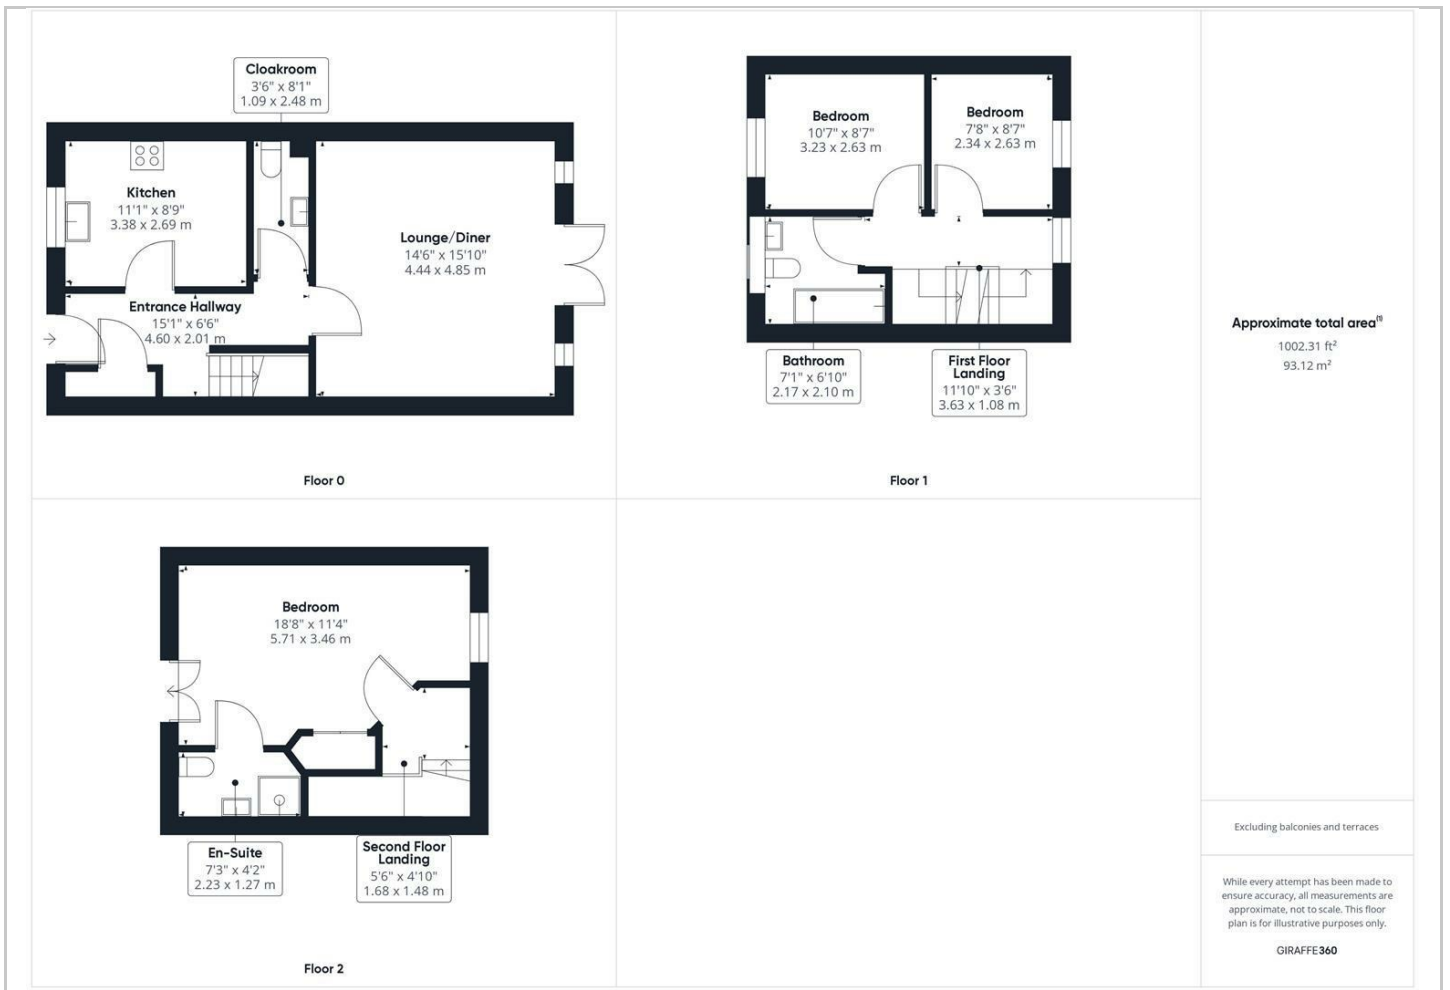 Cloakroom
3'6" x 8'1"
1.09 x 2.48 m
Kitchen
11'1" x 8'9"
3.38 x 2.69 m
Lounge/Diner
14'6" x 15'10"
4.44 x 4.85 m
Entrance Hallway
15'1" x 6'6"
4.60 x 2.01 m
Floor 0
Bedroom
10'7" x 8'7"
3.23 x 2.63 m
Bedroom
7'8" x 8'7"
2.34 x 2.63 m
Bathroom
7'1" x 6'10"
2.17 x 2.10 m
First Floor
Landing
11'10" x 3'6"
3.63 x 1.08 m
Floor 1
Bedroom
18'8" x 11'4"
5.71 x 3.46 m
En-Suite
7'3" x 4'2"
2.23 x 1.27 m
Second Floor
Landing
5'6" x 4'10"
1.68 x 1.48 m
Floor 2
Approximate total area(1)
1002.31 ft²
93.12 m²
Excluding balconies and terraces
While every attempt has been made to
ensure accuracy, all measurements are
approximate, not to scale. This floor
plan is for illustrative purposes only.
GIRAFFE360